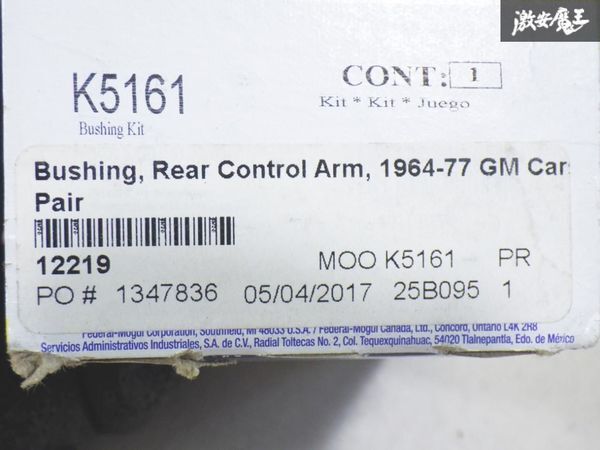 激安魔王
K5161
Bushing Kit
CONT: 1
Kit * Kit * Juego
Bushing, Rear Control Arm, 1964-77 GM Cars
Pair
12219
MOO K5161 PR
PO # 1347836 05/04/2017 25B095 1
Federal-Mogul Corporation, Southfield, MI 48033 U.S.A. / Federal-Mogul Canada, Ltd., Concord, Ontario L4K 2R8
Servicios Administrativos Industriales, S.A. de C.V., Radial Toltecas No. 2, Col. Tequexquinahuac, 54020 Tlalnepantla, Edo. de México